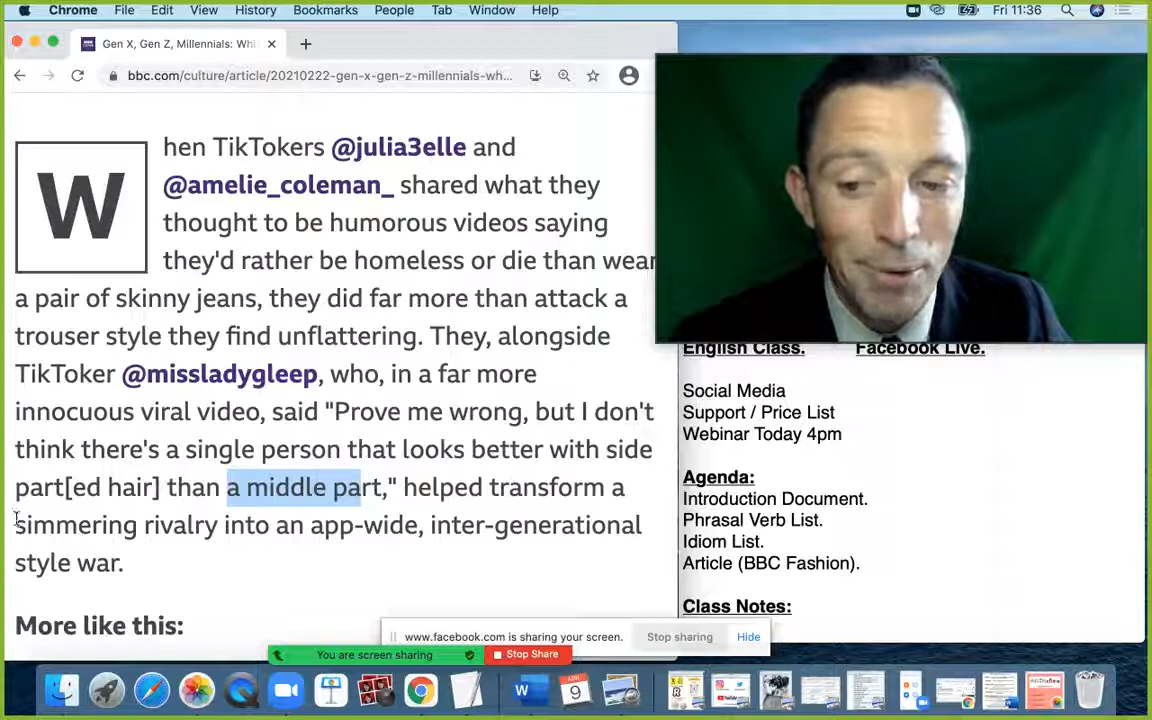 Chrome File Edit View History Bookmarks People Tab Window Help Fri 11:36
Gen X, Gen Z, Millennials: Whi
bbc.com/culture/article/20210222-gen-x-gen-z-millennials-wh...
When TikTokers @julia3elle and
@amelie_coleman_ shared what they
thought to be humorous videos saying
they'd rather be homeless or die than wear
a pair of skinny jeans, they did far more than attack a
trouser style they find unflattering. They, alongside
TikToker @missladygleep, who, in a far more
innocuous viral video, said "Prove me wrong, but I don't
think there's a single person that looks better with side
part[ed hair] than a middle part," helped transform a
simmering rivalry into an app-wide, inter-generational
style war.
More like this:
English Class. Facebook Live.
Social Media
Support / Price List
Webinar Today 4pm
Agenda:
Introduction Document.
Phrasal Verb List.
Idiom List.
Article (BBC Fashion).
Class Notes:
www.facebook.com is sharing your screen. Stop sharing Hide
You are screen sharing Stop Share
APR
9